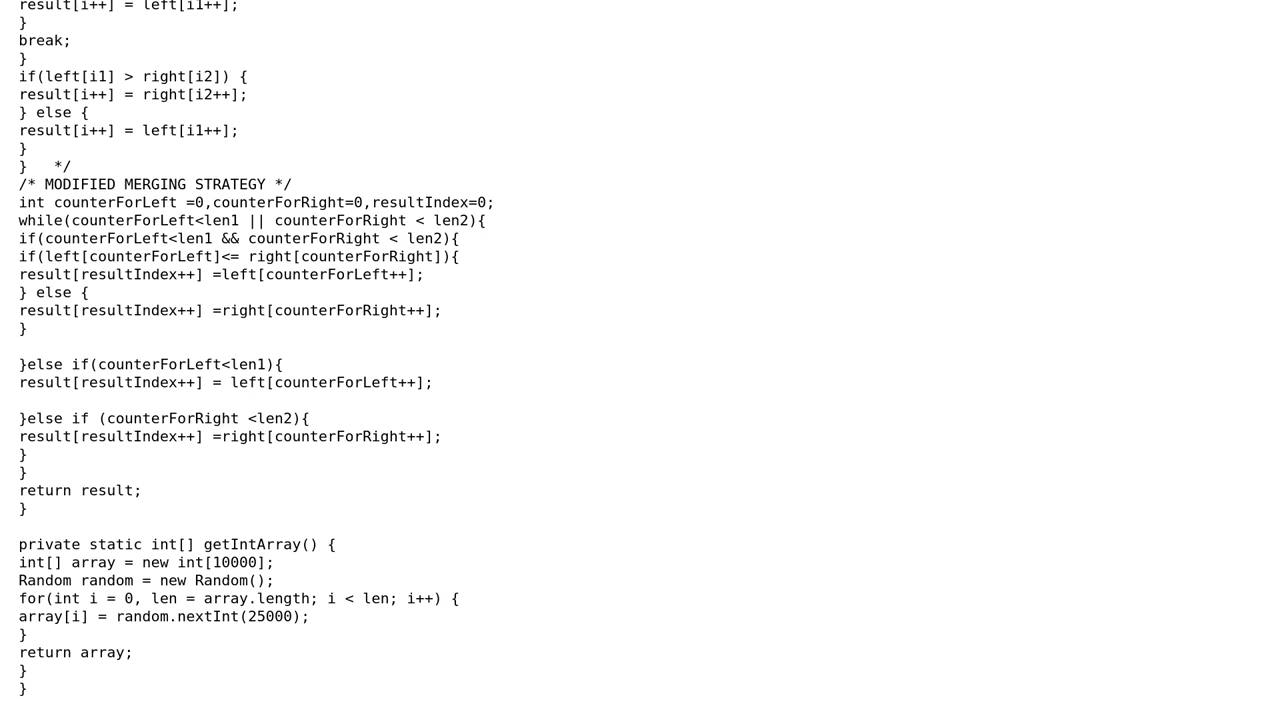 result[i++] = left[i1++];
}
break;
}
if(left[i1] > right[i2]) {
result[i++] = right[i2++];
} else {
result[i++] = left[i1++];
}
}   */
/* MODIFIED MERGING STRATEGY */
int counterForLeft =0,counterForRight=0,resultIndex=0;
while(counterForLeft<len1 || counterForRight < len2){
if(counterForLeft<len1 && counterForRight < len2){
if(left[counterForLeft]<= right[counterForRight]){
result[resultIndex++] =left[counterForLeft++];
} else {
result[resultIndex++] =right[counterForRight++];
}

}else if(counterForLeft<len1){
result[resultIndex++] = left[counterForLeft++];

}else if (counterForRight <len2){
result[resultIndex++] =right[counterForRight++];
}
}
return result;
}

private static int[] getIntArray() {
int[] array = new int[10000];
Random random = new Random();
for(int i = 0, len = array.length; i < len; i++) {
array[i] = random.nextInt(25000);
}
return array;
}
}